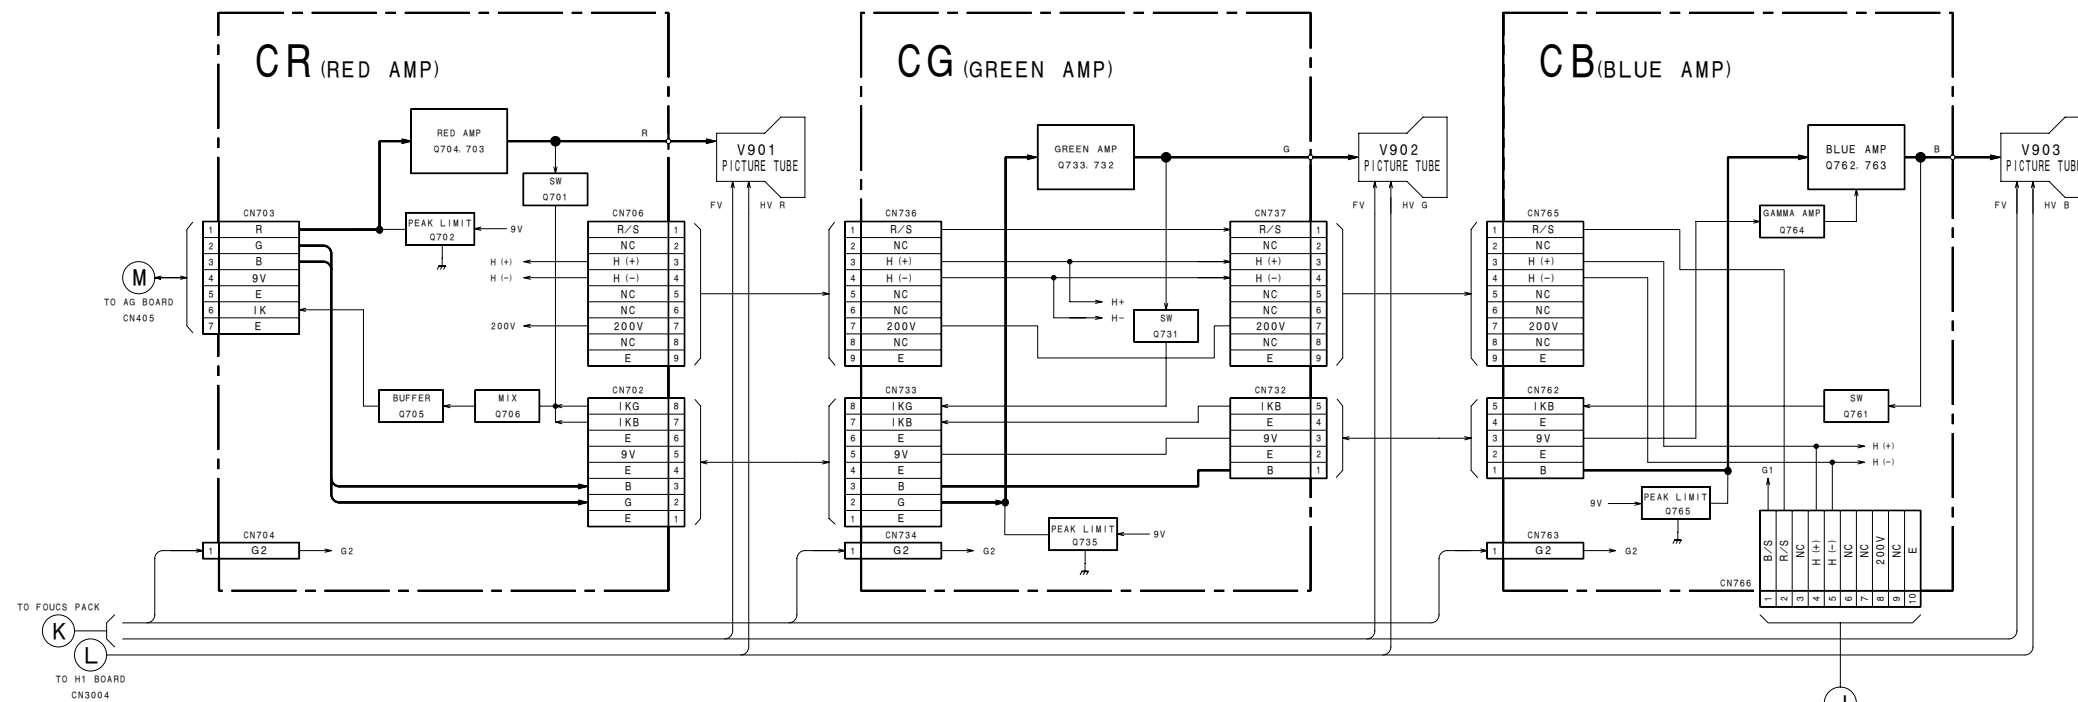 CR (RED AMP)
RED AMP
Q704, 703
R
V901
PICTURE TUBE
SW
Q701
FV
HV R
CN703
1 R
2 G
3 B
4 9V
5 E
6 IK
7 E
PEAK LIMIT
Q702
9V
M
TO AG BOARD
CN405
CN706
R/S 1
NC 2
H (+) 3
H (-) 4
NC 5
NC 6
200V 7
NC 8
E 9
H (+)
H (-)
200V
BUFFER
Q705
MIX
Q706
CN702
IKG 8
IKB 7
E 6
9V 5
E 4
B 3
G 2
E 1
CN704
1 G2
G2
CG (GREEN AMP)
GREEN AMP
Q733, 732
G
V902
PICTURE TUBE
FV
HV G
CN736
1 R/S
2 NC
3 H (+)
4 H (-)
5 NC
6 NC
7 200V
8 NC
9 E
H+
H-
SW
Q731
CN737
R/S 1
NC 2
H (+) 3
H (-) 4
NC 5
NC 6
200V 7
NC 8
E 9
CN733
8 IKG
7 IKB
6 E
5 9V
4 E
3 B
2 G
1 E
CN732
IKB 5
E 4
9V 3
E 2
B 1
PEAK LIMIT
Q735
9V
CN734
1 G2
G2
CB (BLUE AMP)
BLUE AMP
Q762, 763
B
V903
PICTURE TUBE
FV
HV B
GAMMA AMP
Q764
CN765
1 R/S
2 NC
3 H (+)
4 H (-)
5 NC
6 NC
7 200V
8 NC
9 E
CN762
5 IKB
4 E
3 9V
2 E
1 B
SW
Q761
H (+)
H (-)
G1
9V
PEAK LIMIT
Q765
CN763
1 G2
G2
CN766
1 B/S
2 R/S
3 NC
4 H (+)
5 H (-)
6 NC
7 NC
8 200V
9 NC
10 E
TO FOUCS PACK
K
L
TO H1 BOARD
CN3004